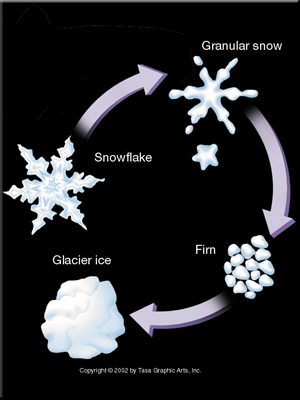 Granular snow
Snowflake
Firn
Glacier ice
Copyright © 2002 by Tasa Graphic Arts, Inc.